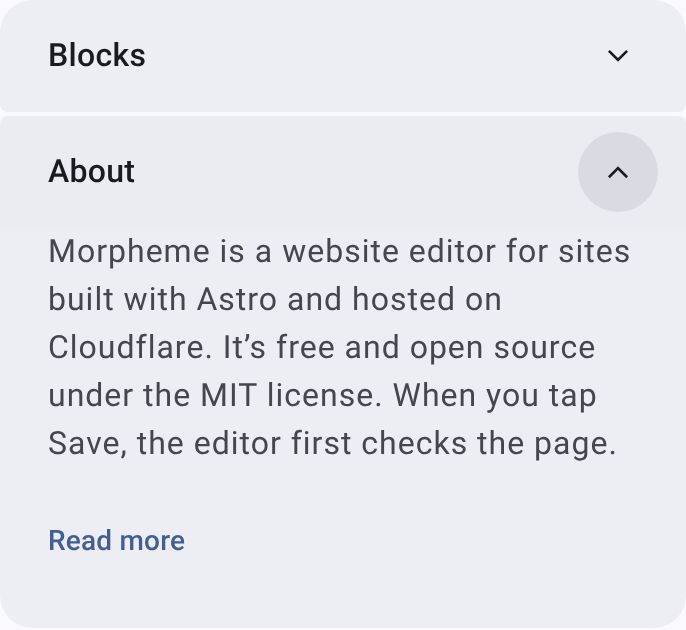 Blocks
About
Morpheme is a website editor for sites
built with Astro and hosted on
Cloudflare. It’s free and open source
under the MIT license. When you tap
Save, the editor first checks the page.
Read more